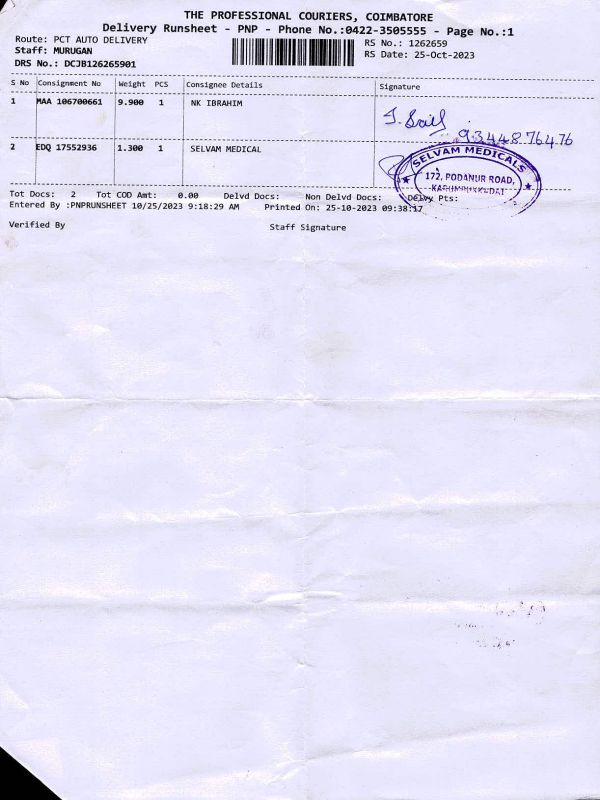 THE PROFESSIONAL COURIERS, COIMBATORE
Delivery Runsheet - PNP - Phone No.:0422-3505555 - Page No.:1
Route: PCT AUTO DELIVERY
RS No.: 1262659
Staff: MURUGAN
RS Date: 25-Oct-2023
DRS No.: DCJB126265901
S No Consignment No Weight PCS Consignee Details Signature
1 MAA 106700661 9.900 1 NK IBRAHIM
9344876476
2 EDQ 17552936 1.300 1 SELVAM MEDICAL
SELVAM MEDICALS
172, PODANUR ROAD,
KARUMBUKKADAI
Tot Docs: 2 Tot COD Amt: 0.00 Delvd Docs: Non Delvd Docs: Delvy Pts:
Entered By :PNPRUNSHEET 10/25/2023 9:18:29 AM Printed On: 25-10-2023 09:38:17
Verified By Staff Signature